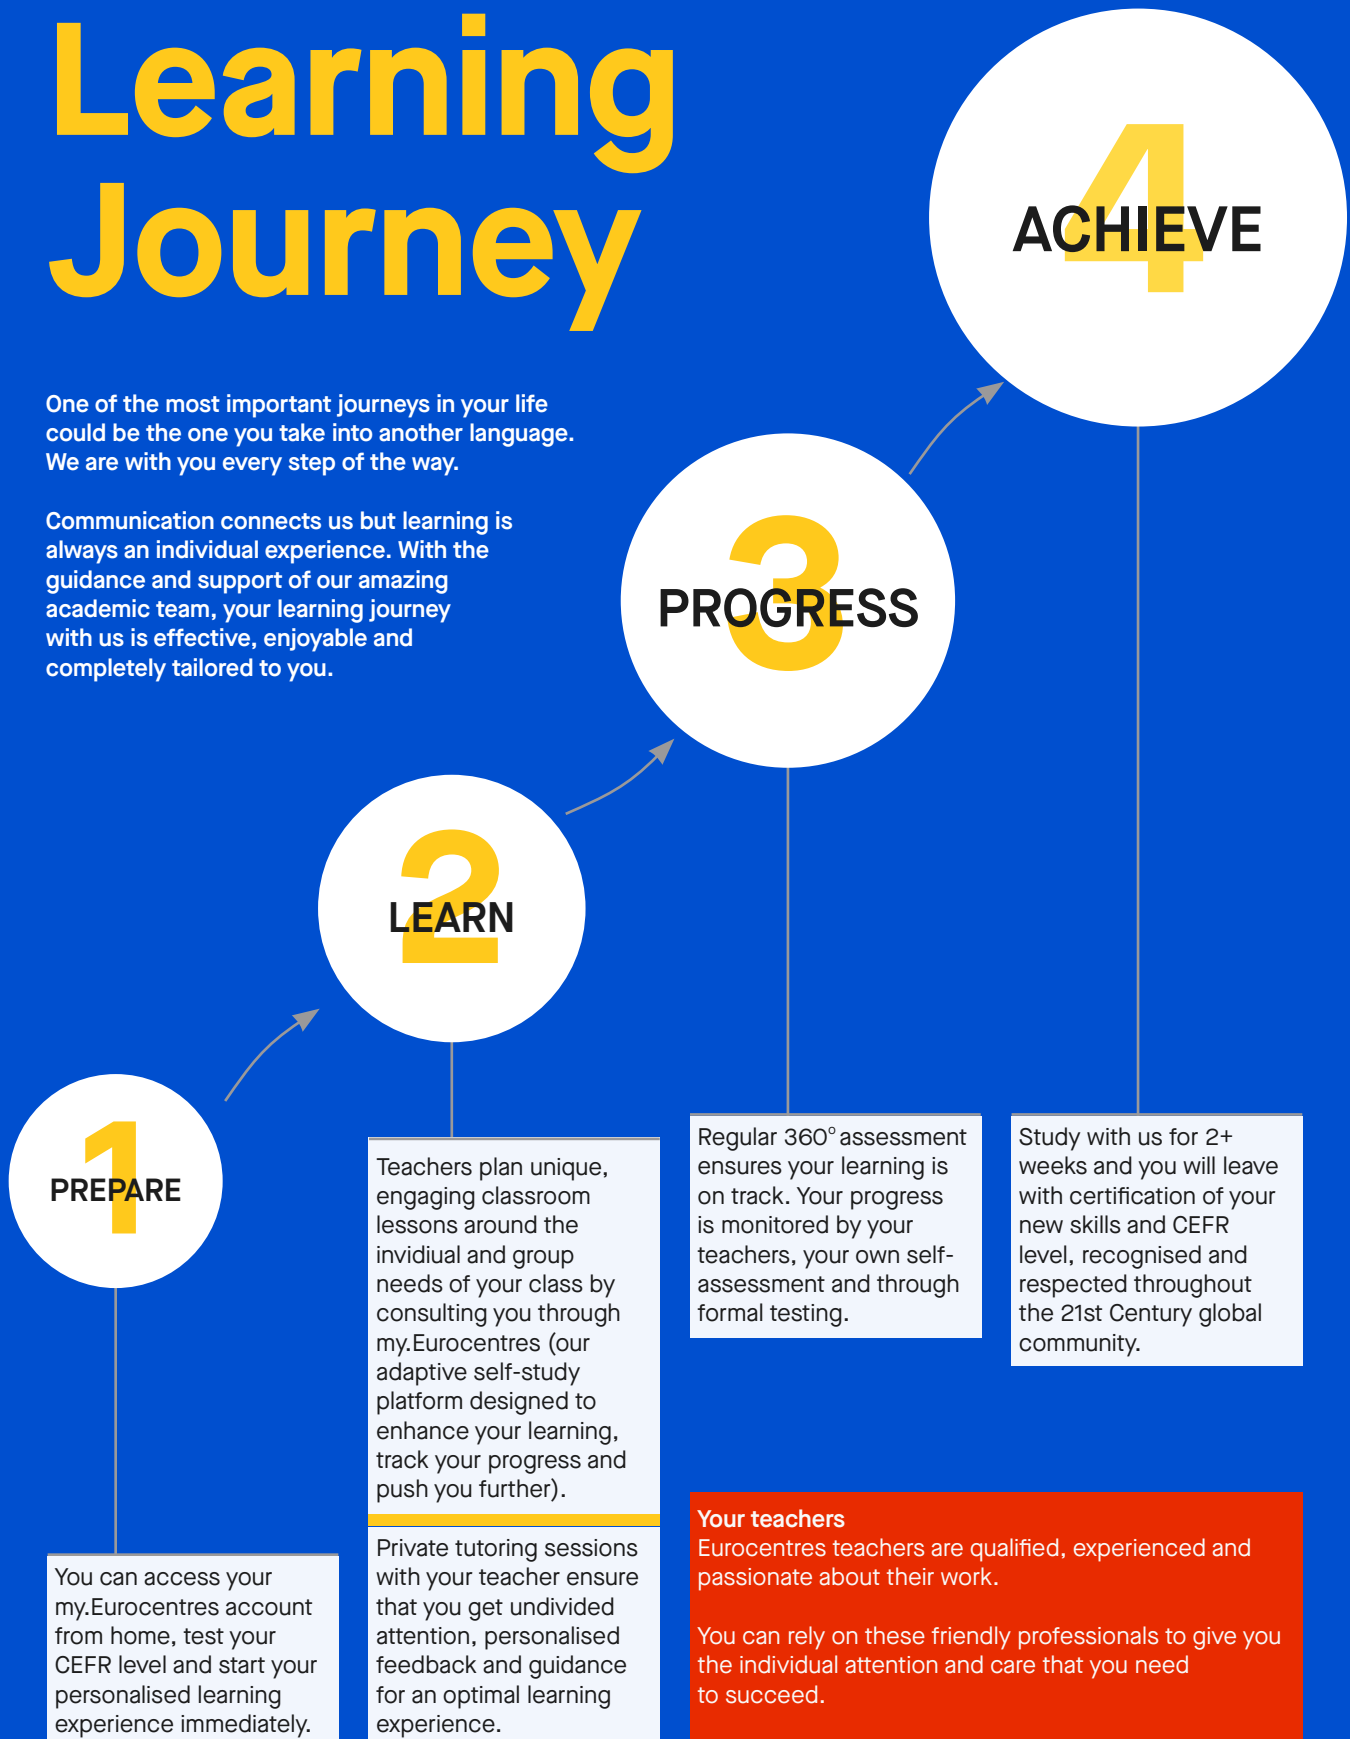 Learning
Journey
One of the most important journeys in your life
could be the one you take into another language.
We are with you every step of the way.
Communication connects us but learning is
always an individual experience. With the
guidance and support of our amazing
academic team, your learning journey
with us is effective, enjoyable and
completely tailored to you.
1
PREPARE
You can access your
my.Eurocentres account
from home, test your
CEFR level and start your
personalised learning
experience immediately.
2
LEARN
Teachers plan unique,
engaging classroom
lessons around the
invidiual and group
needs of your class by
consulting you through
my.Eurocentres (our
adaptive self-study
platform designed to
enhance your learning,
track your progress and
push you further).
Private tutoring sessions
with your teacher ensure
that you get undivided
attention, personalised
feedback and guidance
for an optimal learning
experience.
3
PROGRESS
Regular 360° assessment
ensures your learning is
on track. Your progress
is monitored by your
teachers, your own self-
assessment and through
formal testing.
4
ACHIEVE
Study with us for 2+
weeks and you will leave
with certification of your
new skills and CEFR
level, recognised and
respected throughout
the 21st Century global
community.
Your teachers
Eurocentres teachers are qualified, experienced and
passionate about their work.
You can rely on these friendly professionals to give you
the individual attention and care that you need
to succeed.